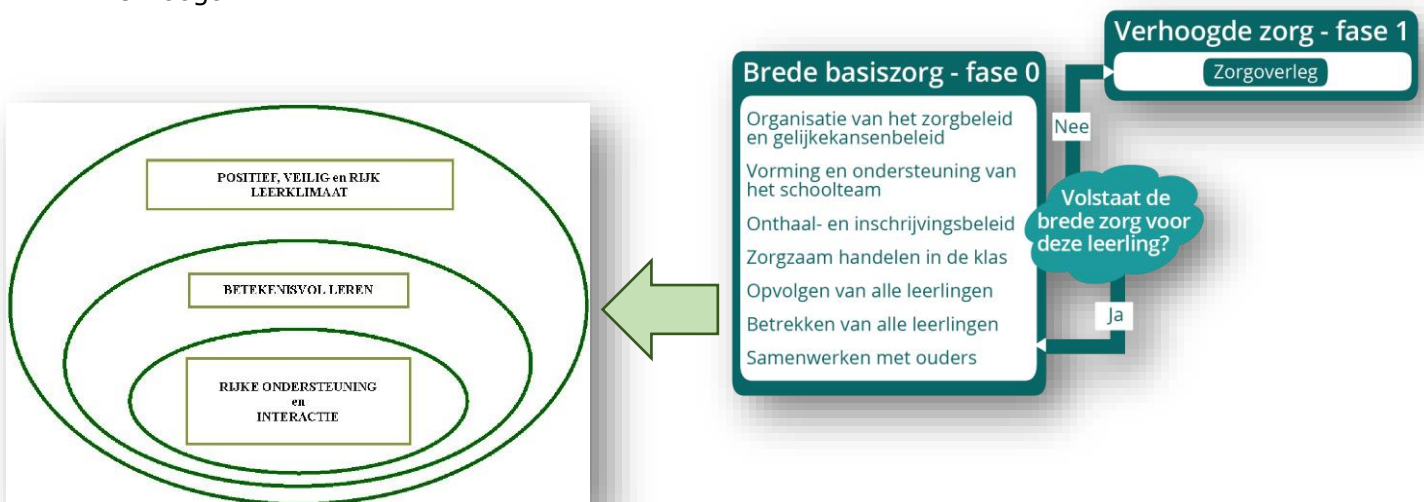 POSITIEF, VEILIG en RIJK
LEERKLIMAAT
BETEKENISVOL LEREN
RIJKE ONDERSTEUNING
en
INTERACTIE
Brede basiszorg - fase 0
Organisatie van het zorgbeleid
en gelijkekansenbeleid
Vorming en ondersteuning van
het schoolteam
Onthaal- en inschrijvingsbeleid
Zorgzaam handelen in de klas
Opvolgen van alle leerlingen
Betrekken van alle leerlingen
Samenwerken met ouders
Verhoogde zorg - fase 1
Zorgoverleg
Nee
Volstaat de
brede zorg voor
deze leerling?
Ja